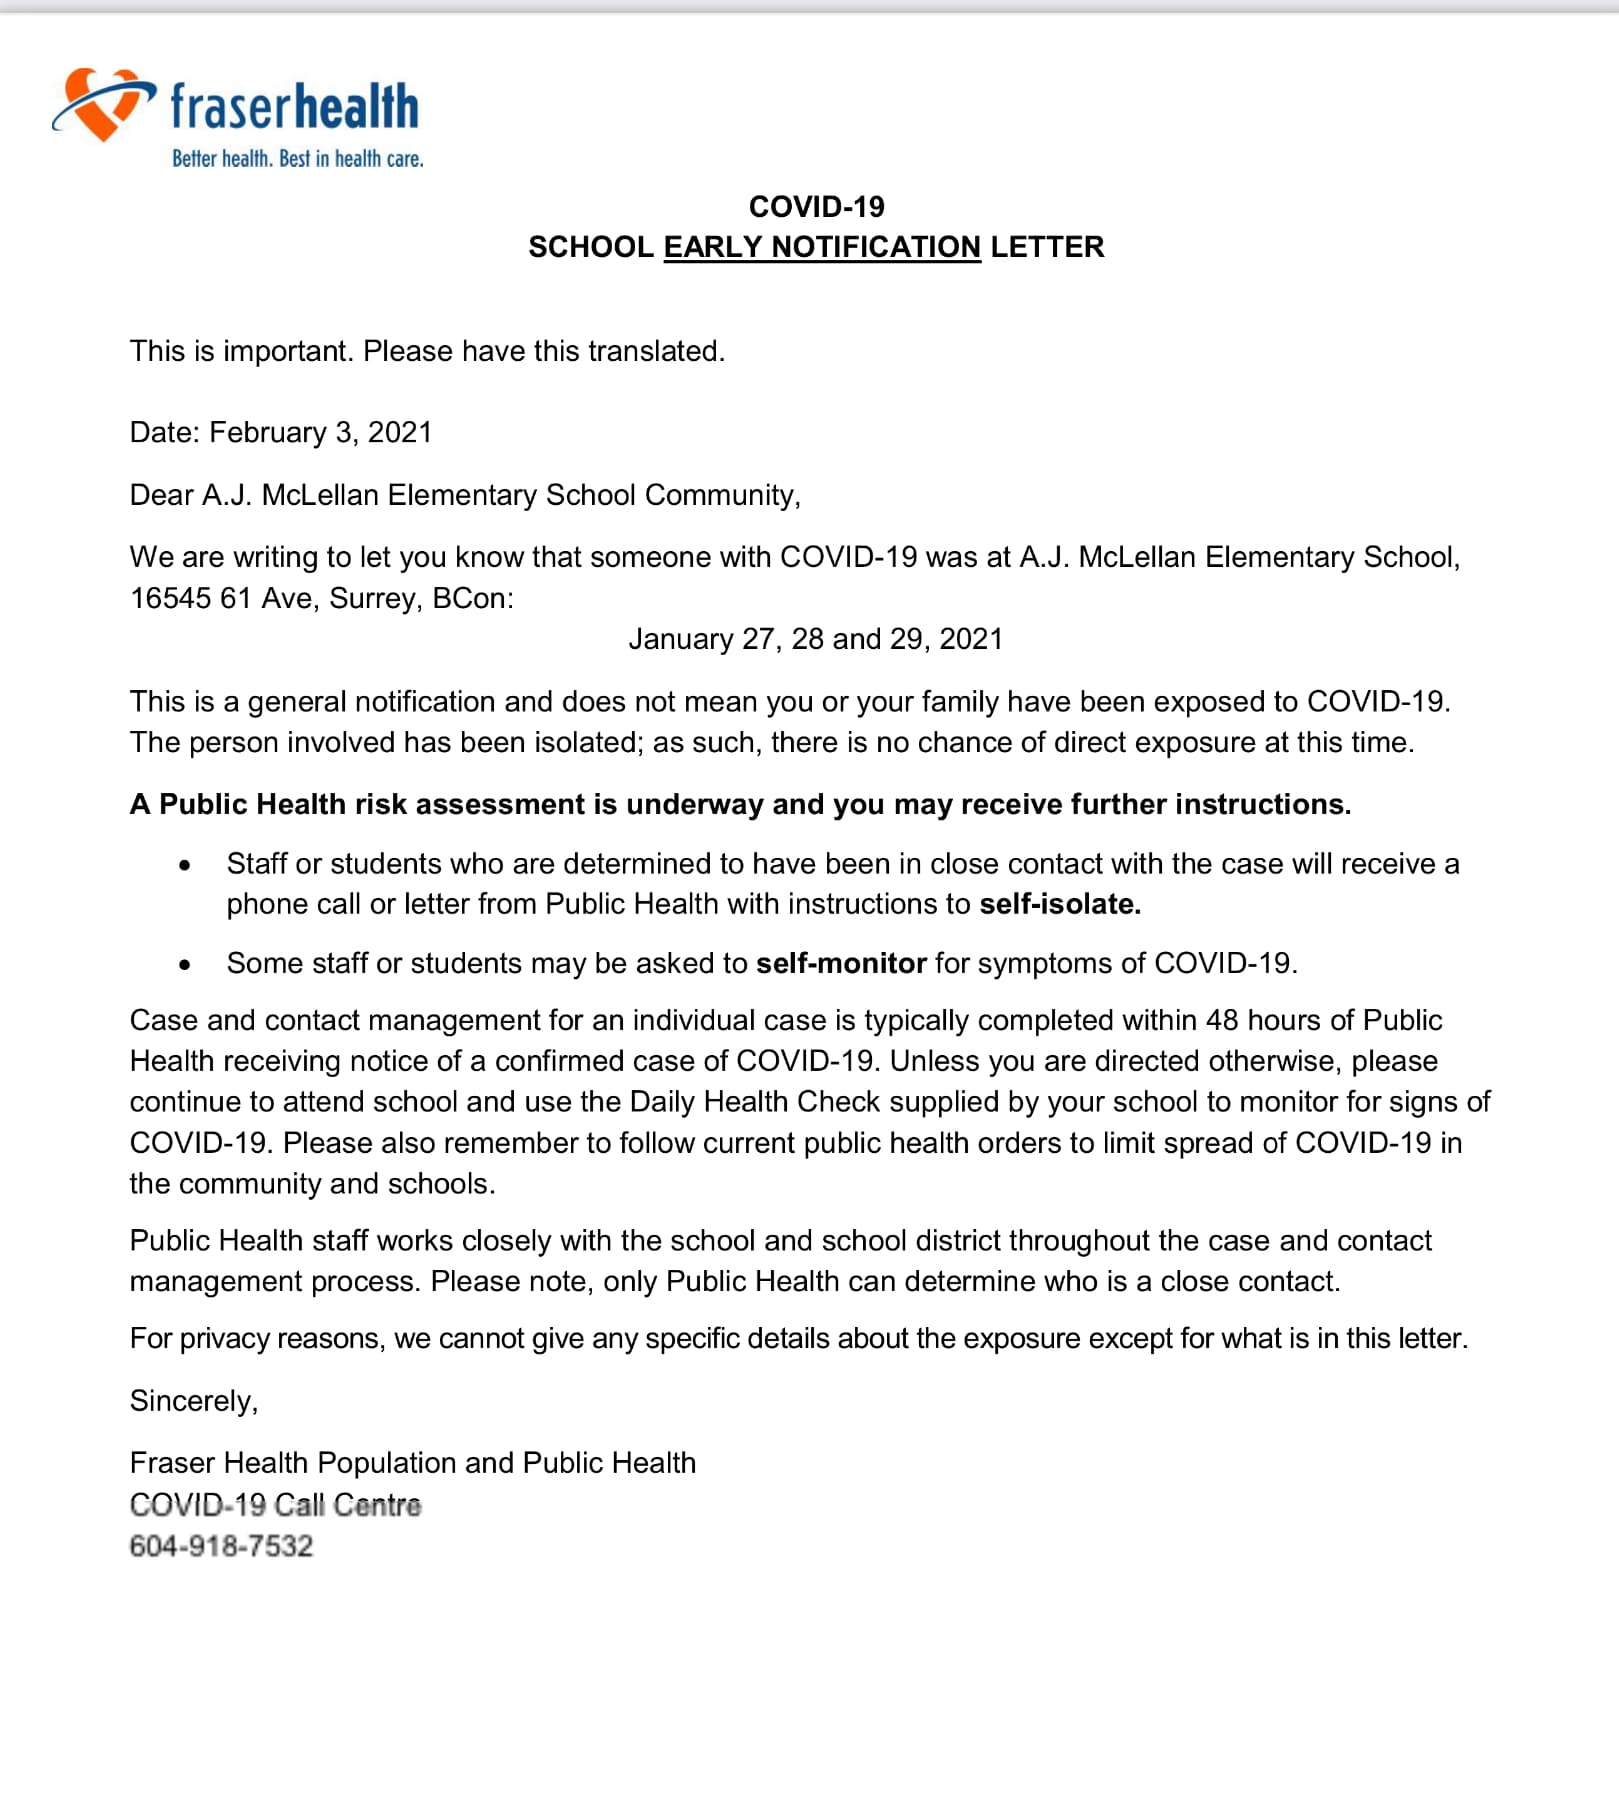 fraserhealth
Better health. Best in health care.
COVID-19
SCHOOL EARLY NOTIFICATION LETTER
This is important. Please have this translated.
Date: February 3, 2021
Dear A.J. McLellan Elementary School Community,
We are writing to let you know that someone with COVID-19 was at A.J. McLellan Elementary School,
16545 61 Ave, Surrey, BCon:
January 27, 28 and 29, 2021
This is a general notification and does not mean you or your family have been exposed to COVID-19.
The person involved has been isolated; as such, there is no chance of direct exposure at this time.
A Public Health risk assessment is underway and you may receive further instructions.
• Staff or students who are determined to have been in close contact with the case will receive a
phone call or letter from Public Health with instructions to self-isolate.
• Some staff or students may be asked to self-monitor for symptoms of COVID-19.
Case and contact management for an individual case is typically completed within 48 hours of Public
Health receiving notice of a confirmed case of COVID-19. Unless you are directed otherwise, please
continue to attend school and use the Daily Health Check supplied by your school to monitor for signs of
COVID-19. Please also remember to follow current public health orders to limit spread of COVID-19 in
the community and schools.
Public Health staff works closely with the school and school district throughout the case and contact
management process. Please note, only Public Health can determine who is a close contact.
For privacy reasons, we cannot give any specific details about the exposure except for what is in this letter.
Sincerely,
Fraser Health Population and Public Health
COVID-19 Call Centre
604-918-7532